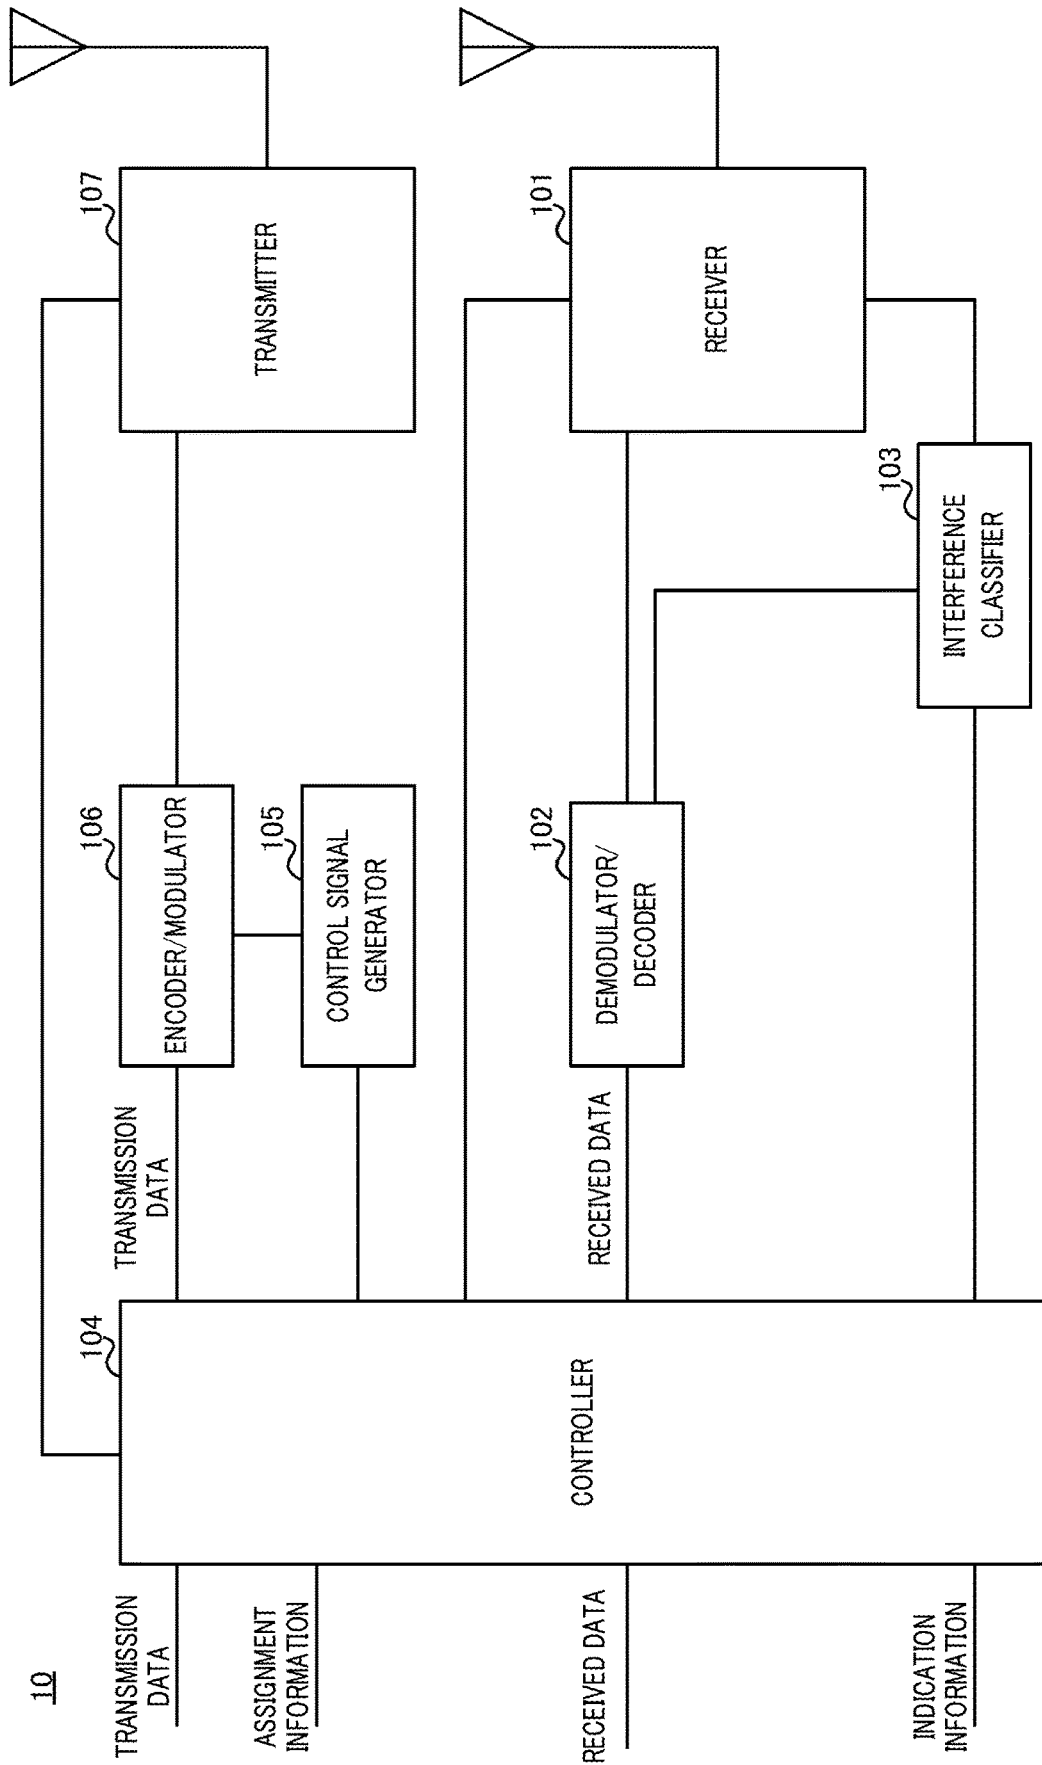 10
TRANSMISSION
DATA
ASSIGNMENT
INFORMATION
RECEIVED DATA
INDICATION
INFORMATION
104
CONTROLLER
TRANSMISSION
DATA
RECEIVED DATA
106
ENCODER/MODULATOR
105
CONTROL SIGNAL
GENERATOR
102
DEMODULATOR/
DECODER
103
INTERFERENCE
CLASSIFIER
107
TRANSMITTER
101
RECEIVER